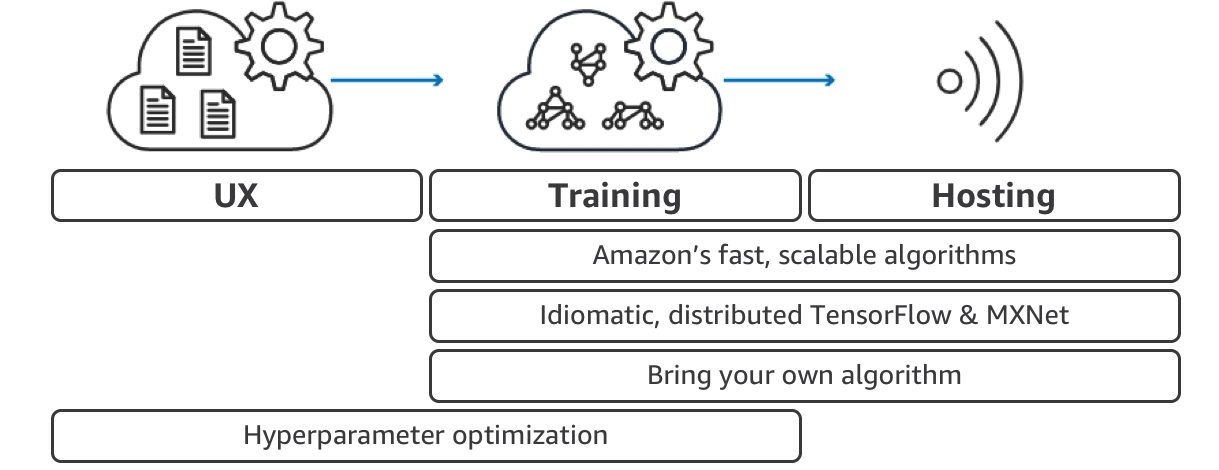 UX
Training
Hosting
Amazon’s fast, scalable algorithms
Idiomatic, distributed TensorFlow & MXNet
Bring your own algorithm
Hyperparameter optimization